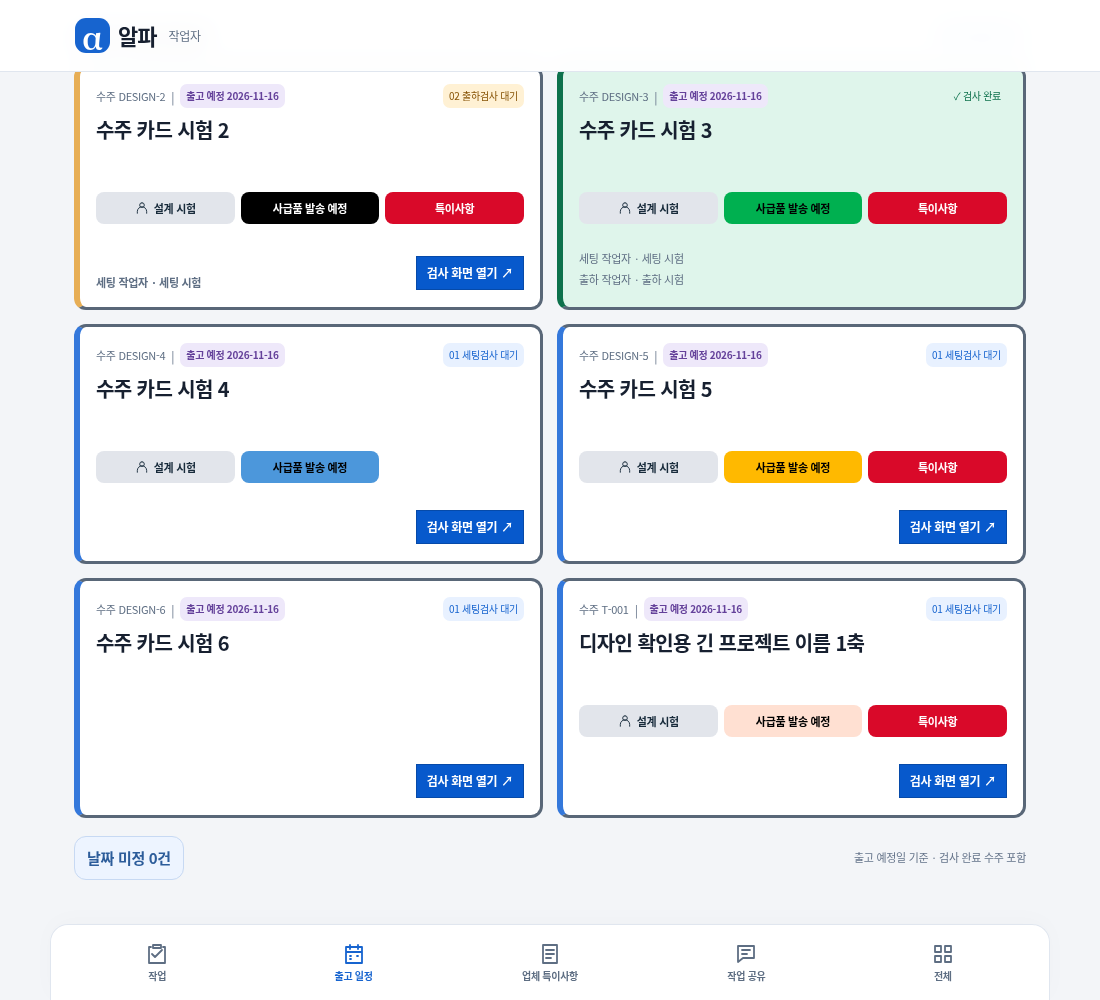 α 알파 작업자
수주 DESIGN-2 | 출고 예정 2026-11-16 02 출하검사 대기
수주 카드 시험 2
설계 시험 사급품 발송 예정 특이사항
세팅 작업자 · 세팅 시험
검사 화면 열기 ↗
수주 DESIGN-3 | 출고 예정 2026-11-16 ✓ 검사 완료
수주 카드 시험 3
설계 시험 사급품 발송 예정 특이사항
세팅 작업자 · 세팅 시험
출하 작업자 · 출하 시험
수주 DESIGN-4 | 출고 예정 2026-11-16 01 세팅검사 대기
수주 카드 시험 4
설계 시험 사급품 발송 예정
검사 화면 열기 ↗
수주 DESIGN-5 | 출고 예정 2026-11-16 01 세팅검사 대기
수주 카드 시험 5
설계 시험 사급품 발송 예정 특이사항
검사 화면 열기 ↗
수주 DESIGN-6 | 출고 예정 2026-11-16 01 세팅검사 대기
수주 카드 시험 6
검사 화면 열기 ↗
수주 T-001 | 출고 예정 2026-11-16 01 세팅검사 대기
디자인 확인용 긴 프로젝트 이름 1축
설계 시험 사급품 발송 예정 특이사항
검사 화면 열기 ↗
날짜 미정 0건
출고 예정일 기준 · 검사 완료 수주 포함
작업 출고 일정 업체 특이사항 작업 공유 전체